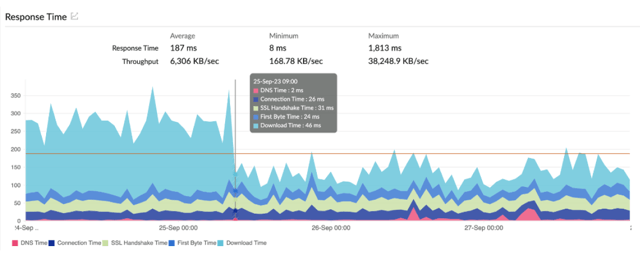 Response Time
Average Minimum Maximum
Response Time 187 ms 8 ms 1,813 ms
Throughput 6,306 KB/sec 168.78 KB/sec 38,248.9 KB/sec
25-Sep-23 09:00
DNS Time : 2 ms
Connection Time : 26 ms
SSL Handshake Time : 31 ms
First Byte Time : 24 ms
Download Time : 46 ms
350
300
250
200
150
100
50
0
24-Sep ... 25-Sep 00:00 26-Sep 00:00 27-Sep 00:00
DNS Time Connection Time SSL Handshake Time First Byte Time Download Time